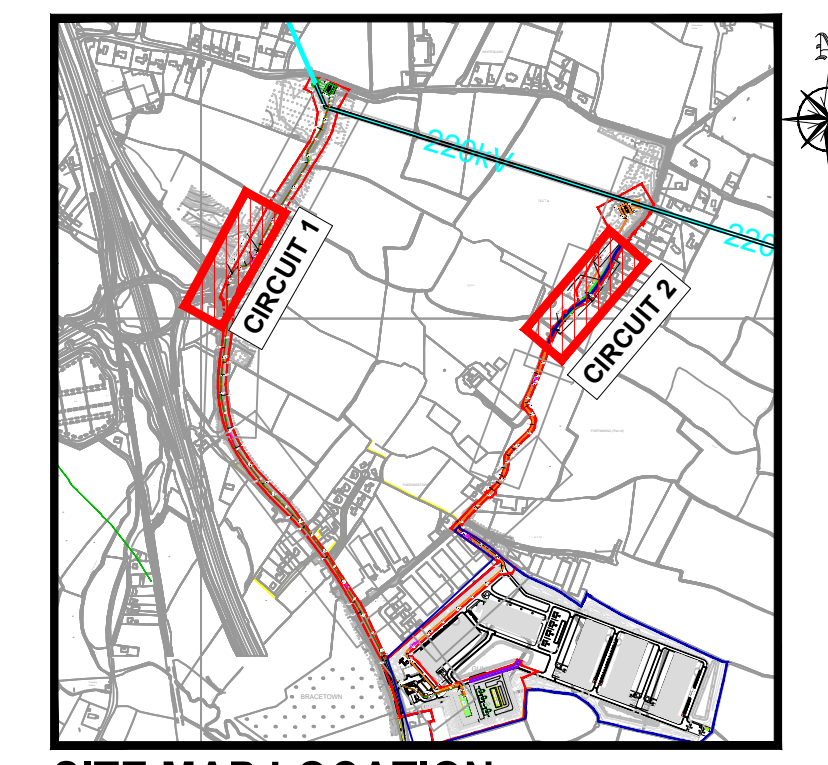 220kV
220
CIRCUIT 1
CIRCUIT 2
BRACETOWN
SITE MAP LOCATION